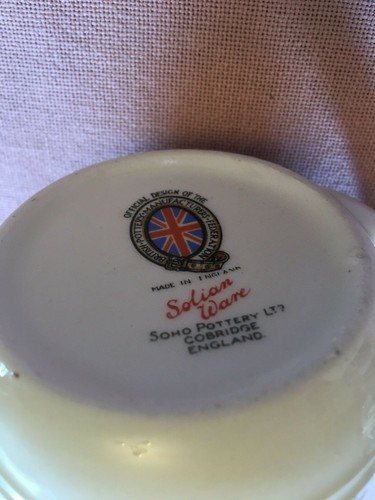 OFFICIAL DESIGN OF THE
BRITISH POTTERY MANUFACTURERS FEDERATION
MADE IN ENGLAND
Solian
Ware
SOHO POTTERY LTD
COBRIDGE
ENGLAND.